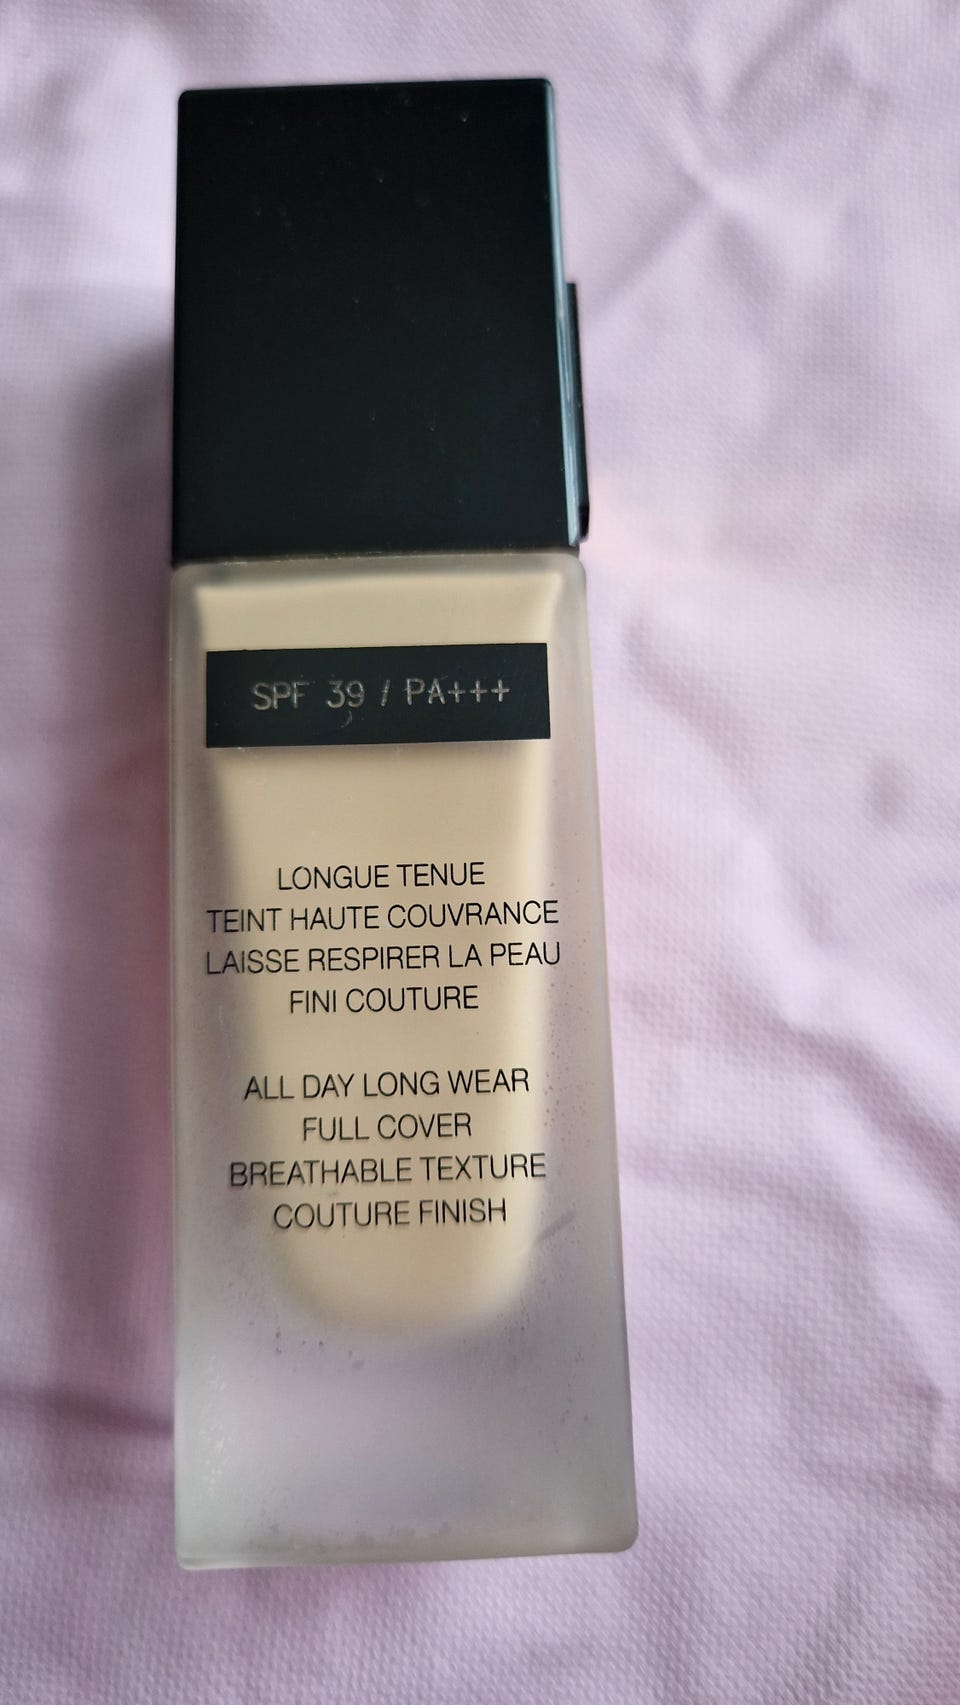 SPF 39 / PA+++
LONGUE TENUE
TEINT HAUTE COUVRANCE
LAISSE RESPIRER LA PEAU
FINI COUTURE
ALL DAY LONG WEAR
FULL COVER
BREATHABLE TEXTURE
COUTURE FINISH